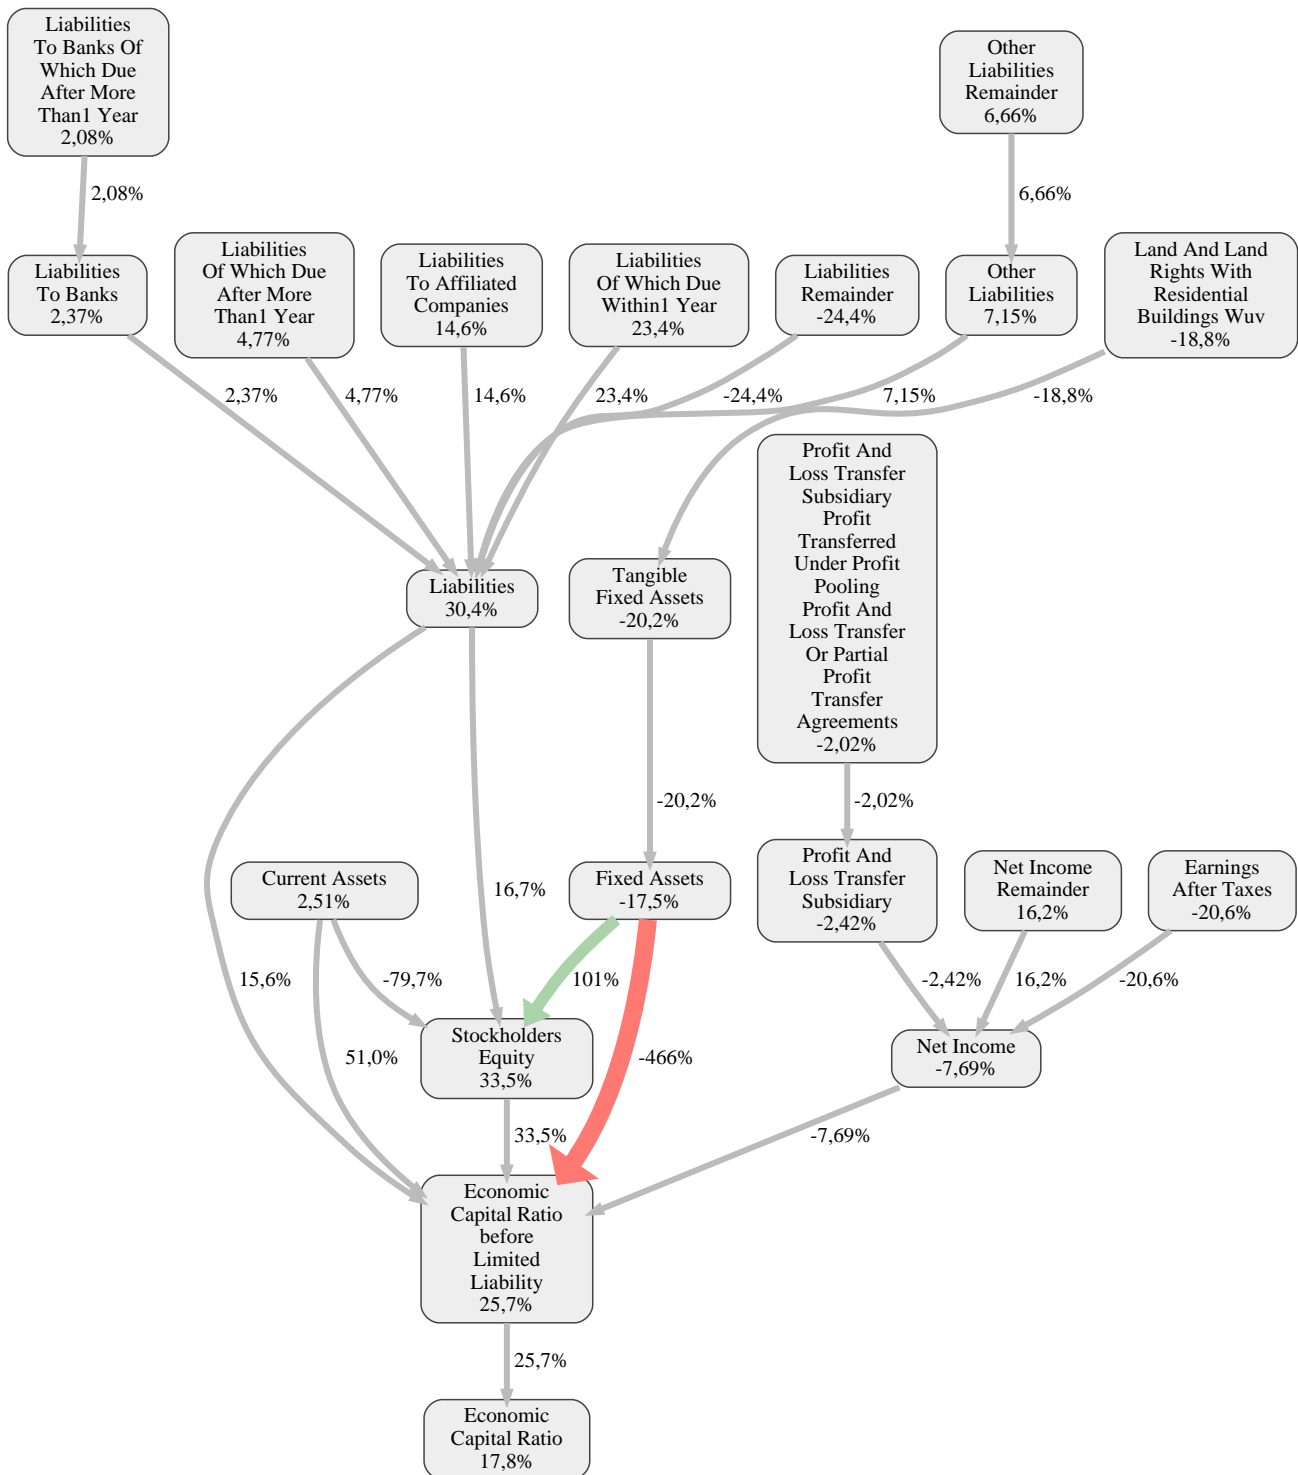 Liabilities
To Banks Of
Which Due
After More
Than1 Year
2,08%
Other
Liabilities
Remainder
6,66%
2,08%
6,66%
Liabilities
To Banks
2,37%
Liabilities
Of Which Due
After More
Than1 Year
4,77%
Liabilities
To Affiliated
Companies
14,6%
Liabilities
Of Which Due
Within1 Year
23,4%
Liabilities
Remainder
-24,4%
Other
Liabilities
7,15%
Land And Land
Rights With
Residential
Buildings Wuv
-18,8%
2,37%
4,77%
14,6%
23,4%
-24,4%
7,15%
-18,8%
Profit And
Loss Transfer
Subsidiary
Profit
Transferred
Under Profit
Pooling
Profit And
Loss Transfer
Or Partial
Profit
Transfer
Agreements
-2,02%
Liabilities
30,4%
Tangible
Fixed Assets
-20,2%
-20,2%
-2,02%
Current Assets
2,51%
16,7%
Fixed Assets
-17,5%
Profit And
Loss Transfer
Subsidiary
-2,42%
Net Income
Remainder
16,2%
Earnings
After Taxes
-20,6%
15,6%
-79,7%
101%
-2,42%
16,2%
-20,6%
51,0%
Stockholders
Equity
33,5%
-466%
Net Income
-7,69%
33,5%
-7,69%
Economic
Capital Ratio
before
Limited
Liability
25,7%
25,7%
Economic
Capital Ratio
17,8%